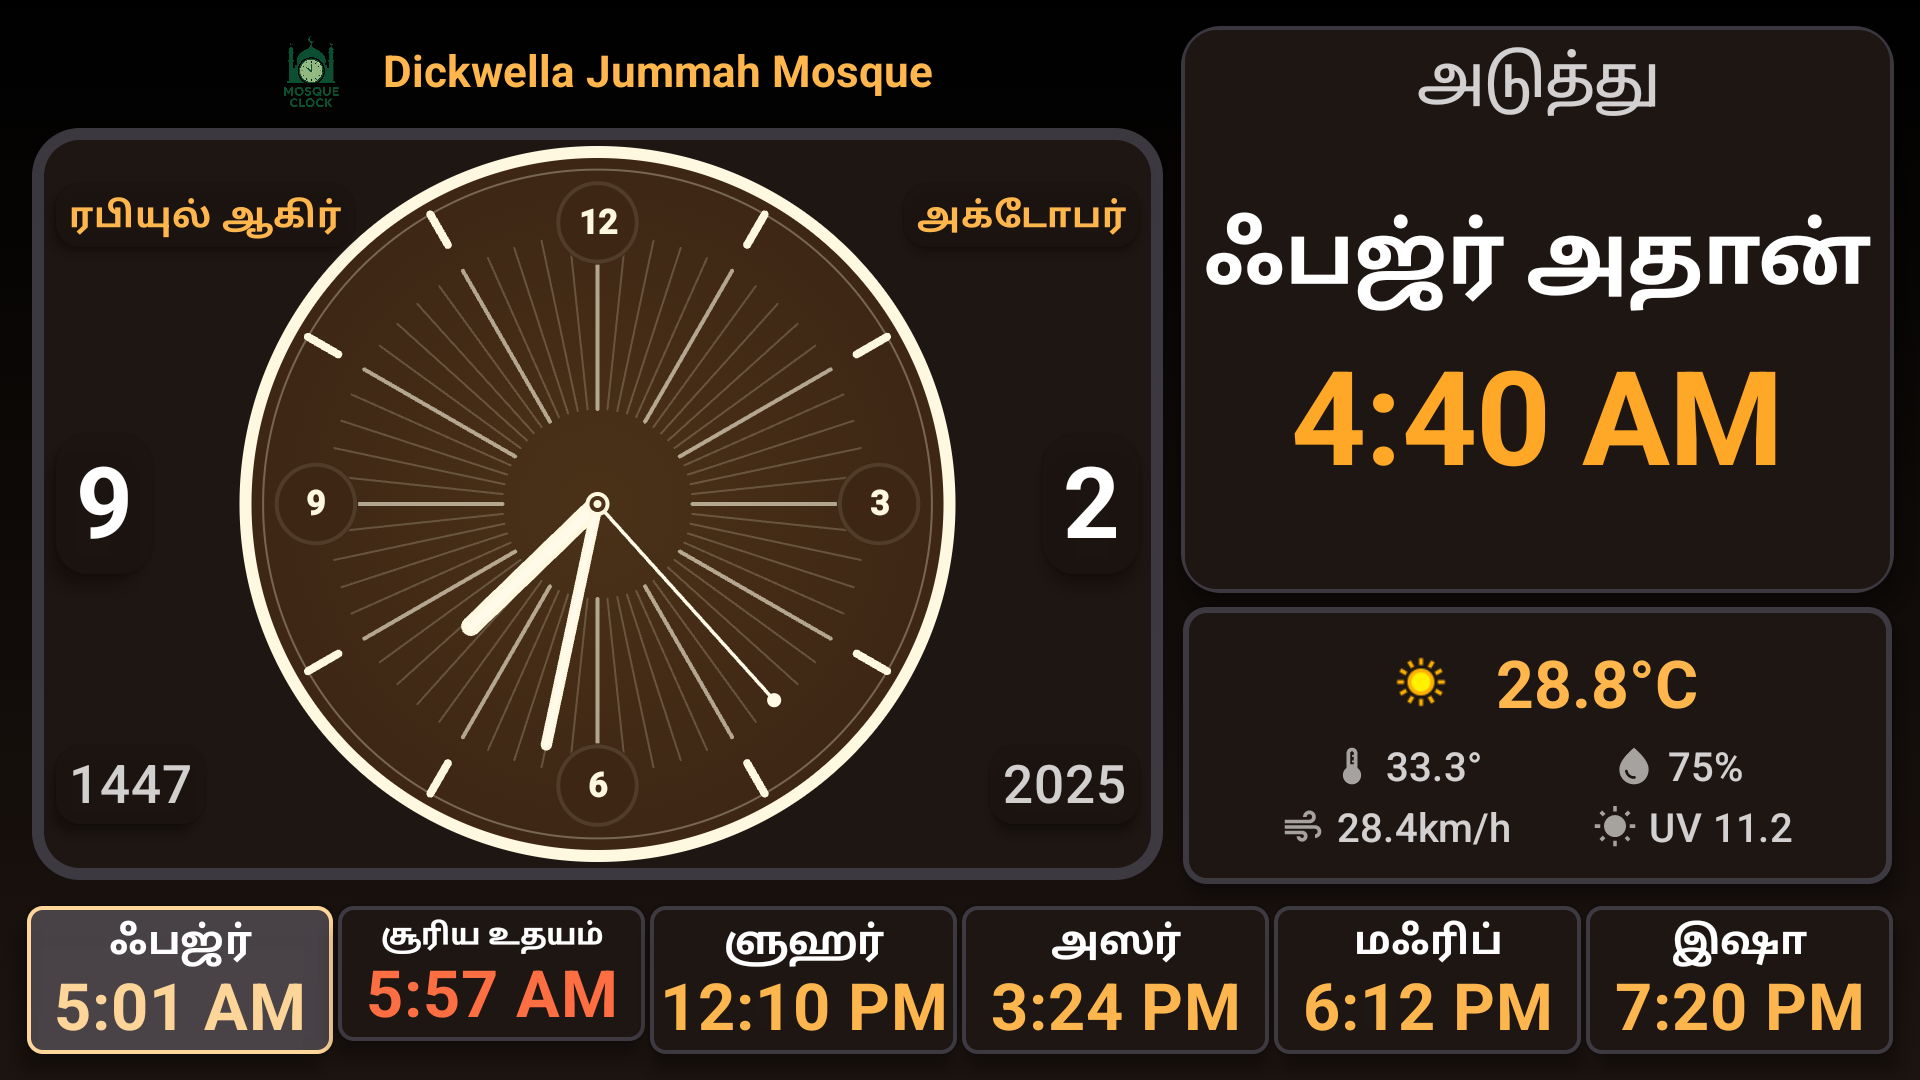 MOSQUE
CLOCK
Dickwella Jummah Mosque
ரபியுல் ஆகிர்
அக்டோபர்
9
2
1447
2025
12
3
6
9
அடுத்து
ஃபஜ்ர் அதான்
4:40 AM
28.8°C
33.3°
75%
28.4km/h
UV 11.2
ஃபஜ்ர்
5:01 AM
சூரிய உதயம்
5:57 AM
ளுஹர்
12:10 PM
அஸர்
3:24 PM
மஃரிப்
6:12 PM
இஷா
7:20 PM